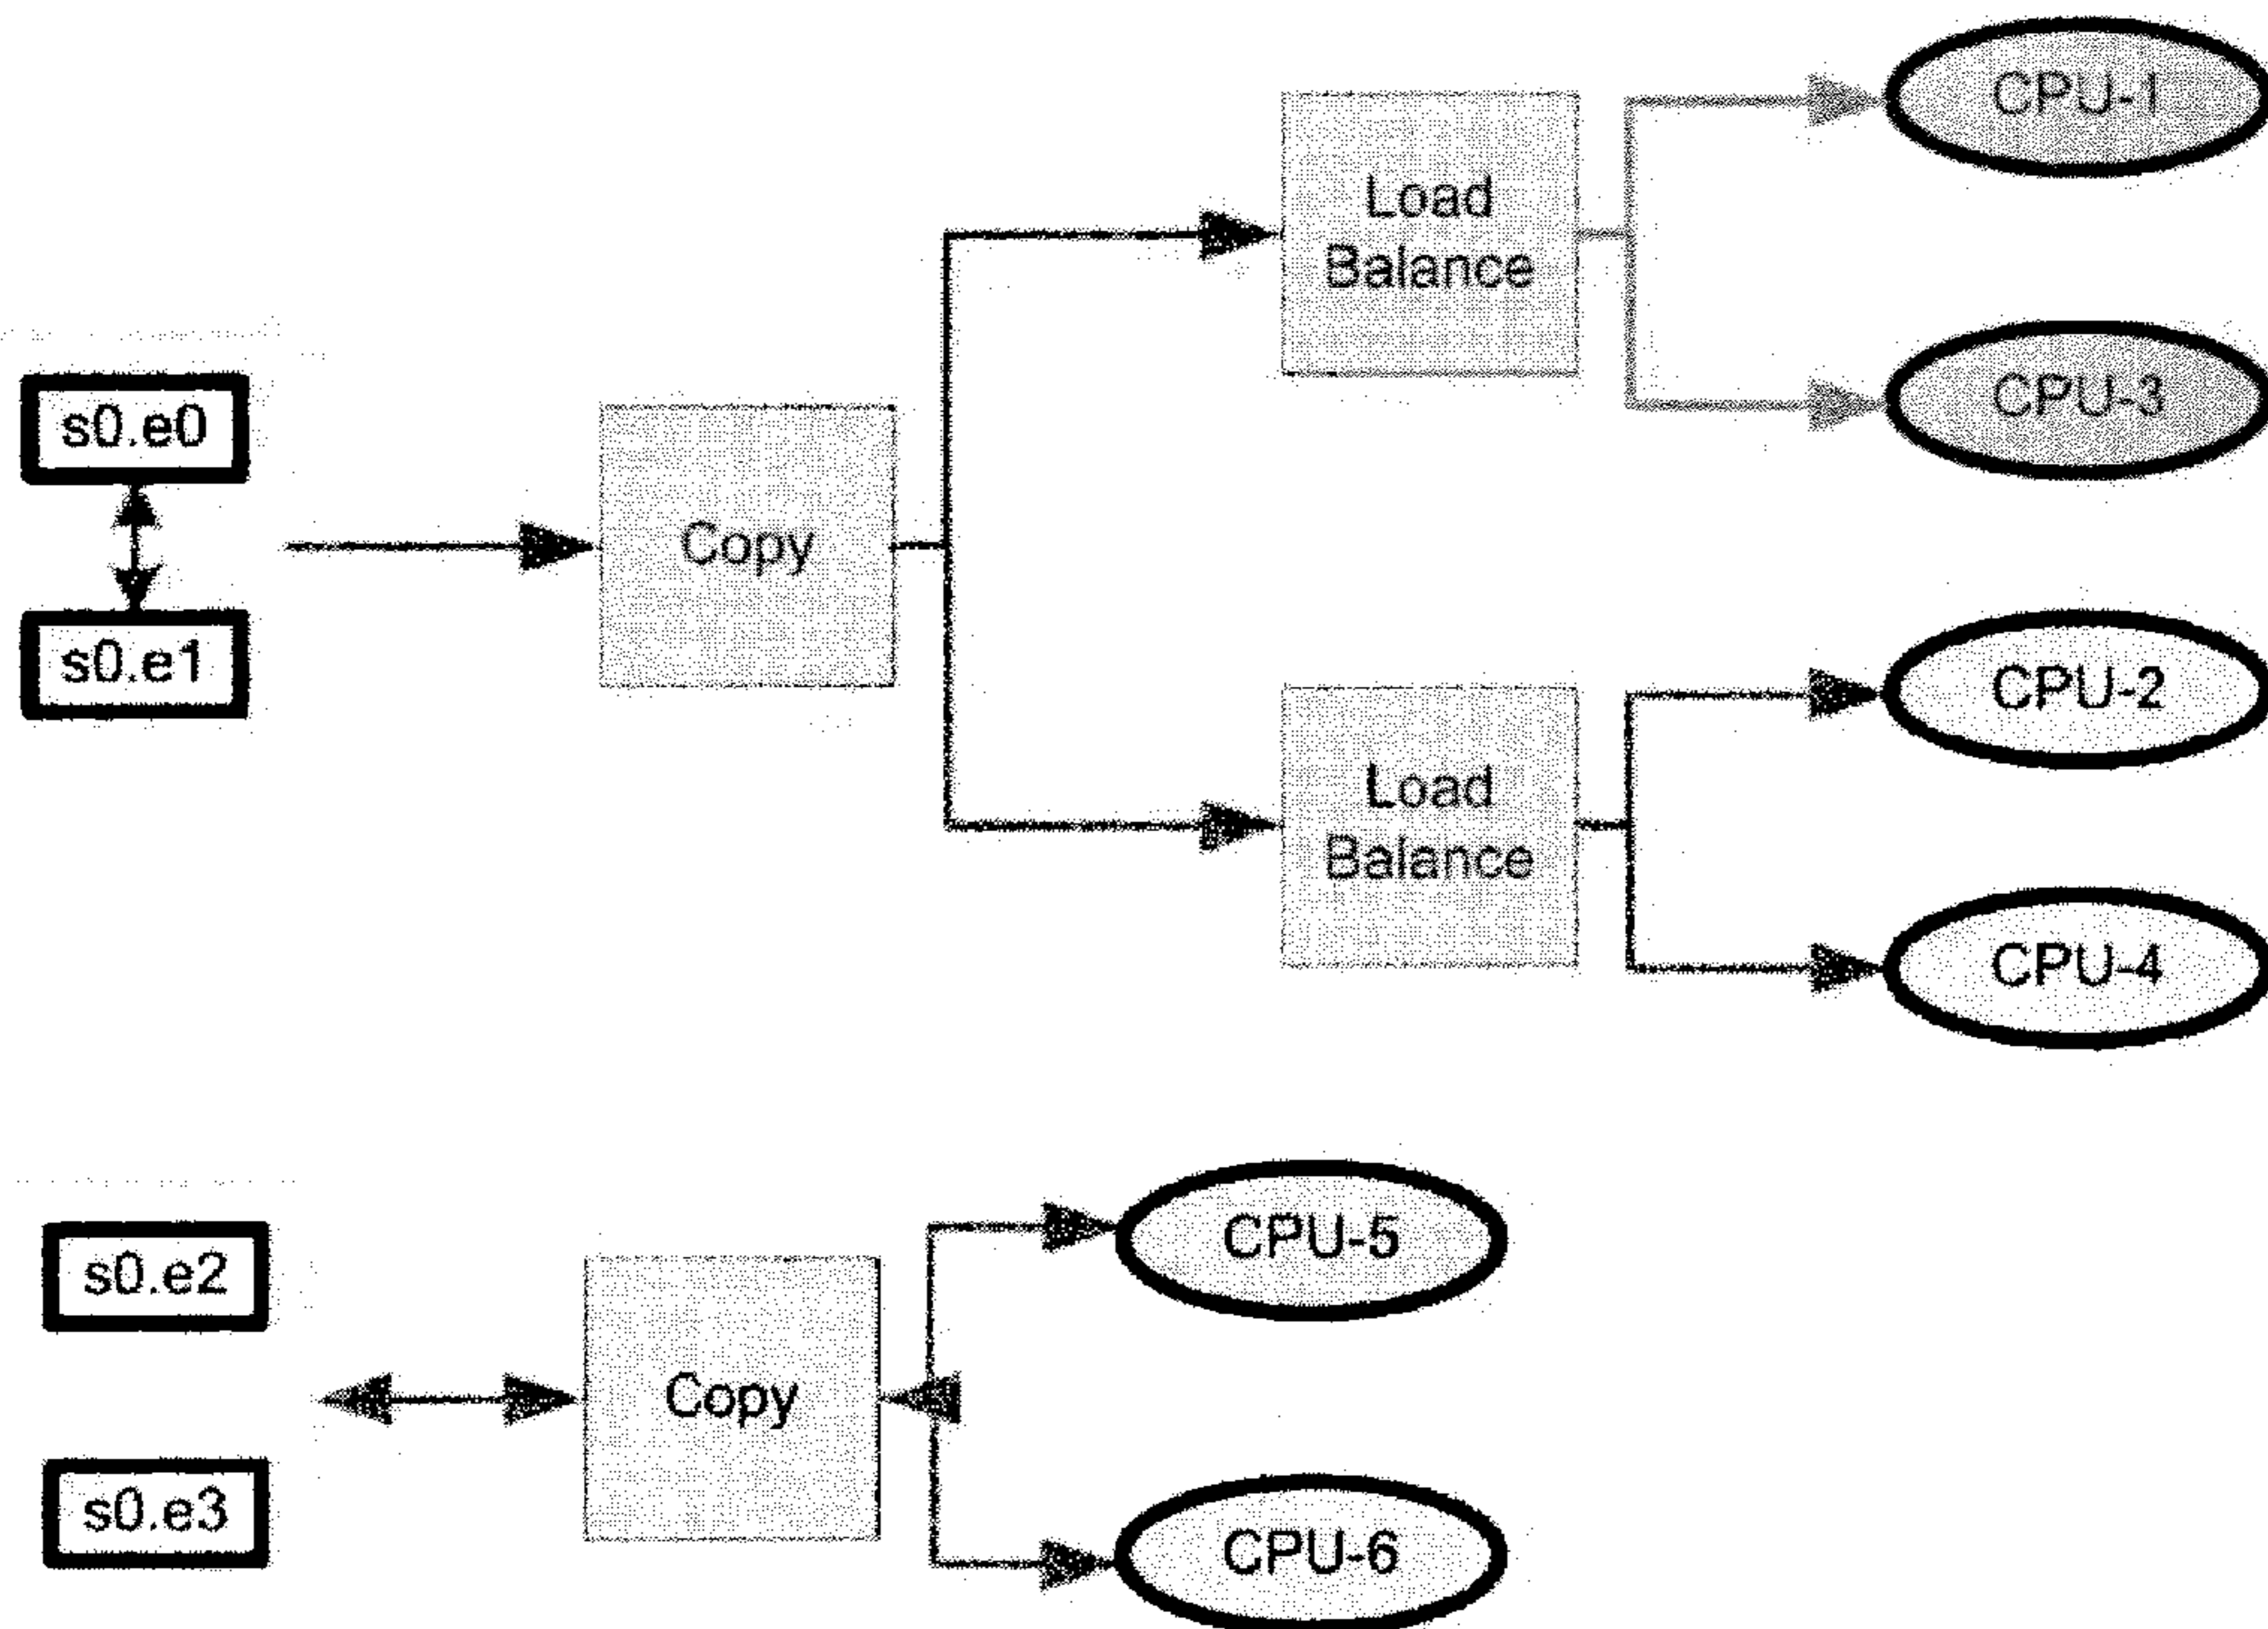 CPU-1
Load
Balance
CPU-3
s0.e0
Copy
s0.e1
CPU-2
Load
Balance
CPU-4
CPU-5
s0.e2
Copy
s0.e3
CPU-6